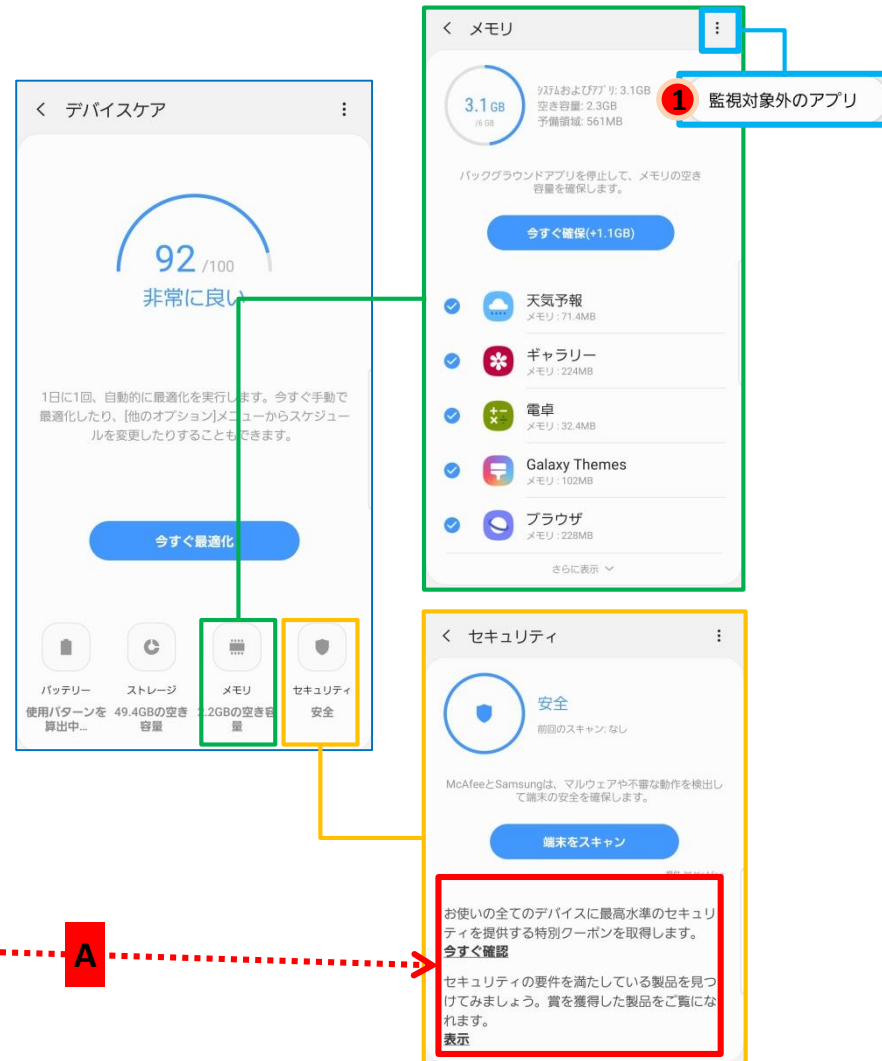 デバイスケア
92 /100
非常に良い
1日に1回、自動的に最適化を実行します。今すぐ手動で
最適化したり、[他のオプション]メニューからスケジュー
ルを変更したりすることもできます。
今すぐ最適化
バッテリー
使用パターンを
算出中...
ストレージ
49.4GBの空き
容量
メモリ
2.2GBの空き容
量
セキュリティ
安全
メモリ
3.1 GB
/6 GB
ｼｽﾃﾑおよびｱﾌﾟﾘ: 3.1GB
空き容量: 2.3GB
予備領域: 561MB
1
監視対象外のアプリ
バックグラウンドアプリを停止して、メモリの空き
容量を確保します。
今すぐ確保(+1.1GB)
天気予報
メモリ : 71.4MB
ギャラリー
メモリ : 224MB
電卓
メモリ : 32.4MB
Galaxy Themes
メモリ : 102MB
ブラウザ
メモリ : 228MB
さらに表示
セキュリティ
安全
前回のスキャン: なし
McAfeeとSamsungは、マルウェアや不審な動作を検出し
て端末の安全を確保します。
端末をスキャン
A
お使いの全てのデバイスに最高水準のセキュリ
ティを提供する特別クーポンを取得します。
今すぐ確認
セキュリティの要件を満たしている製品を見つ
けてみましょう。賞を獲得した製品をご覧にな
れます。
表示